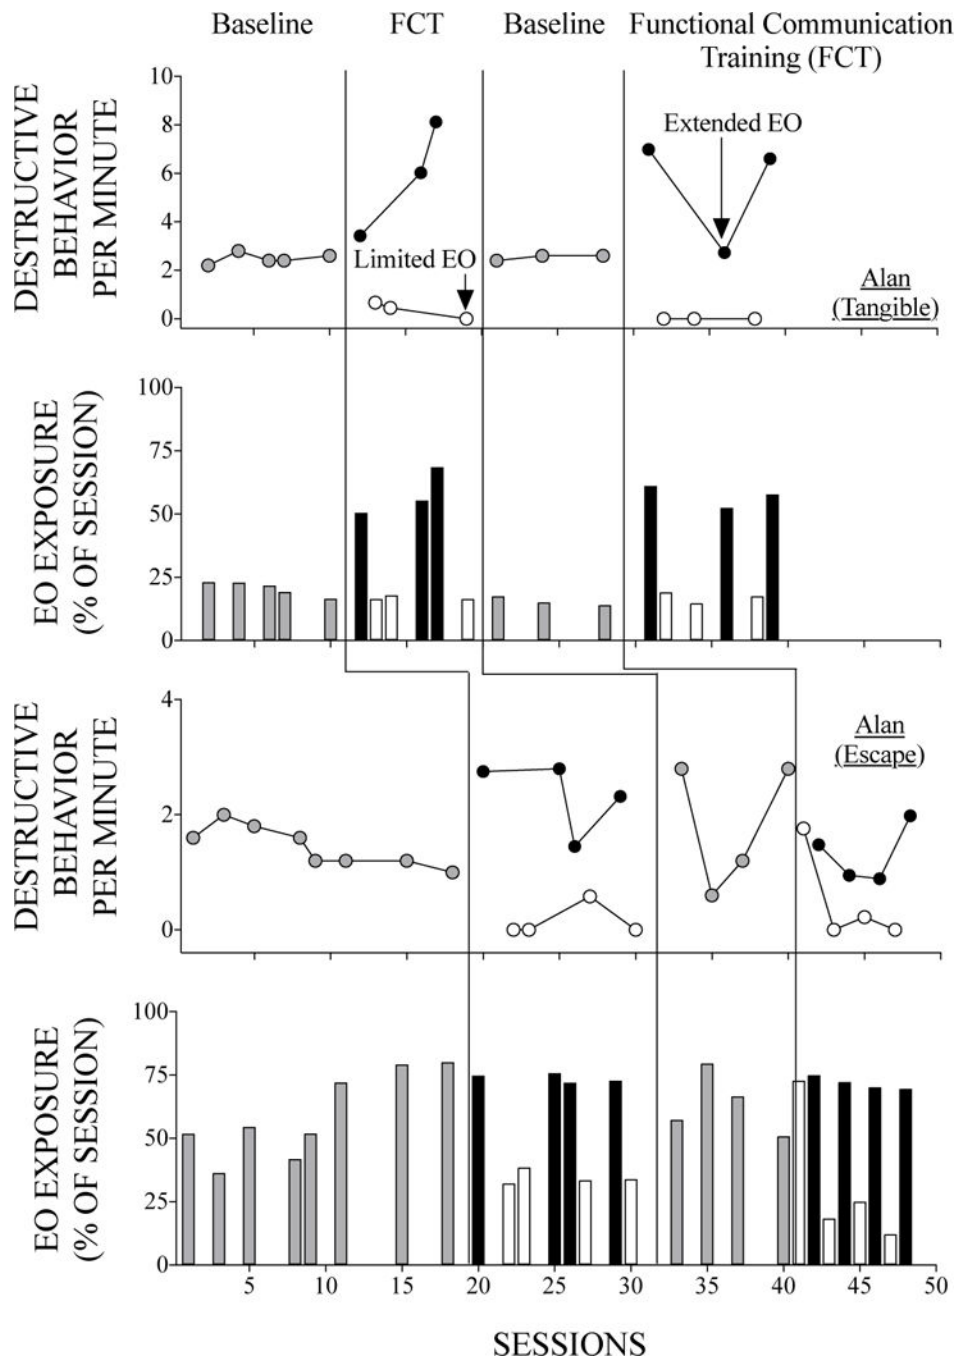 Baseline
FCT
Baseline
Functional Communication
Training (FCT)
DESTRUCTIVE
BEHAVIOR
PER MINUTE
10
8
6
4
2
0
Extended EO
Limited EO
Alan
(Tangible)
EO EXPOSURE
(% OF SESSION)
100
75
50
25
0
DESTRUCTIVE
BEHAVIOR
PER MINUTE
4
2
0
Alan
(Escape)
EO EXPOSURE
(% OF SESSION)
100
75
50
25
0
5
10
15
20
25
30
35
40
45
50
SESSIONS